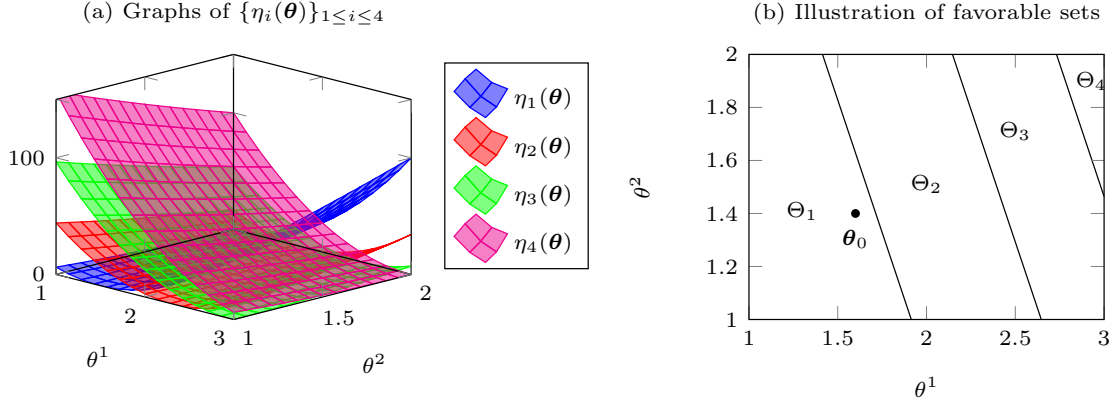 (a) Graphs of {η_i(θ)}_{1≤i≤4}
100
0
1
2
3
1
1.5
2
θ^1
θ^2
η_1(θ)
η_2(θ)
η_3(θ)
η_4(θ)
(b) Illustration of favorable sets
2
1.8
1.6
1.4
1.2
1
θ^2
Θ_4
Θ_3
Θ_2
Θ_1
θ_0
1
1.5
2
2.5
3
θ^1